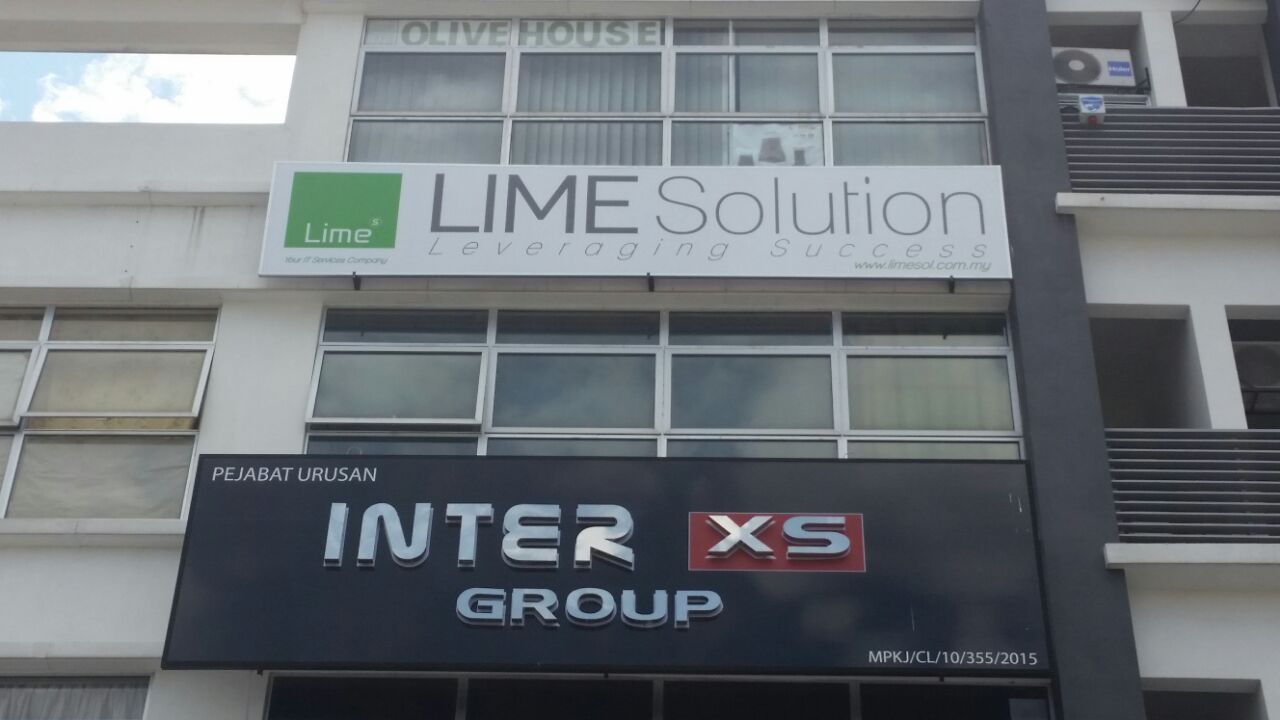 OLIVE HOUSE
Haier
Lime s
Your IT Services Company
LIME Solution
Leveraging Success
www.limesol.com.my
PEJABAT URUSAN
INTER XS
GROUP
MPKJ/CL/10/355/2015